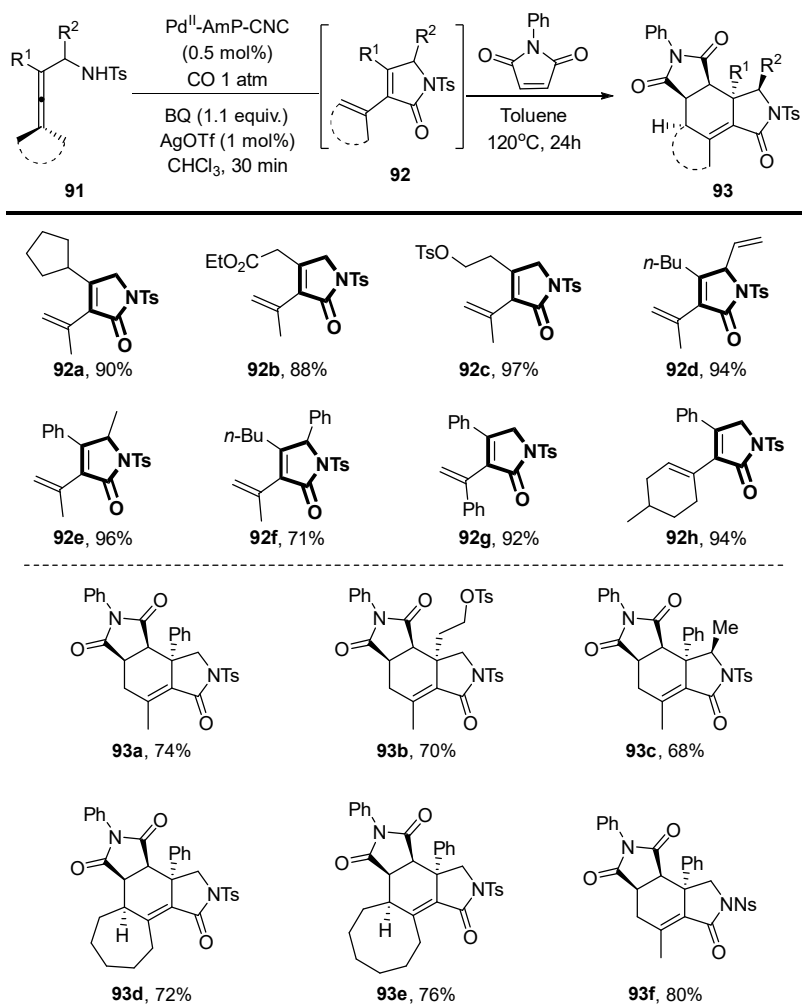 R¹ R² NHTs
91
Pdᴵᴵ-AmP-CNC
(0.5 mol%)
CO 1 atm
BQ (1.1 equiv.)
AgOTf (1 mol%)
CHCl₃, 30 min
R¹ R² NTs O
92
Ph
O N O
Toluene
120°C, 24h
PhN O O R¹ R² H NTs O
93
NTs O
92a, 90%
EtO₂C NTs O
92b, 88%
TsO NTs O
92c, 97%
n-Bu NTs O
92d, 94%
Ph NTs O
92e, 96%
n-Bu Ph NTs O
92f, 71%
Ph NTs O Ph
92g, 92%
Ph NTs O
92h, 94%
Ph N O O Ph NTs O
93a, 74%
Ph N O O OTs NTs O
93b, 70%
Ph N O O Ph Me NTs O
93c, 68%
Ph N O O Ph H NTs O
93d, 72%
Ph N O O Ph H NTs O
93e, 76%
Ph N O O Ph NNs O
93f, 80%